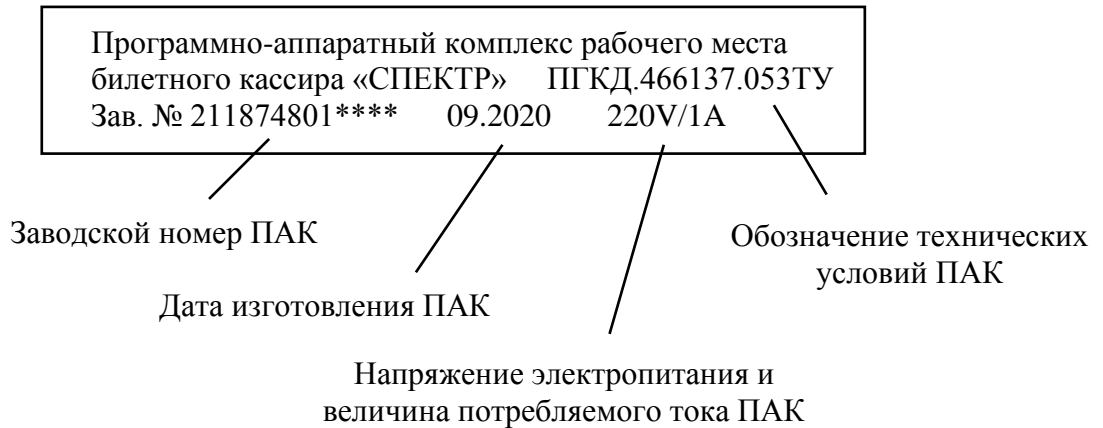 Программно-аппаратный комплекс рабочего места
билетного кассира «СПЕКТР» ПГКД.466137.053ТУ
Зав. № 211874801**** 09.2020 220V/1A
Заводской номер ПАК
Обозначение технических
условий ПАК
Дата изготовления ПАК
Напряжение электропитания и
величина потребляемого тока ПАК